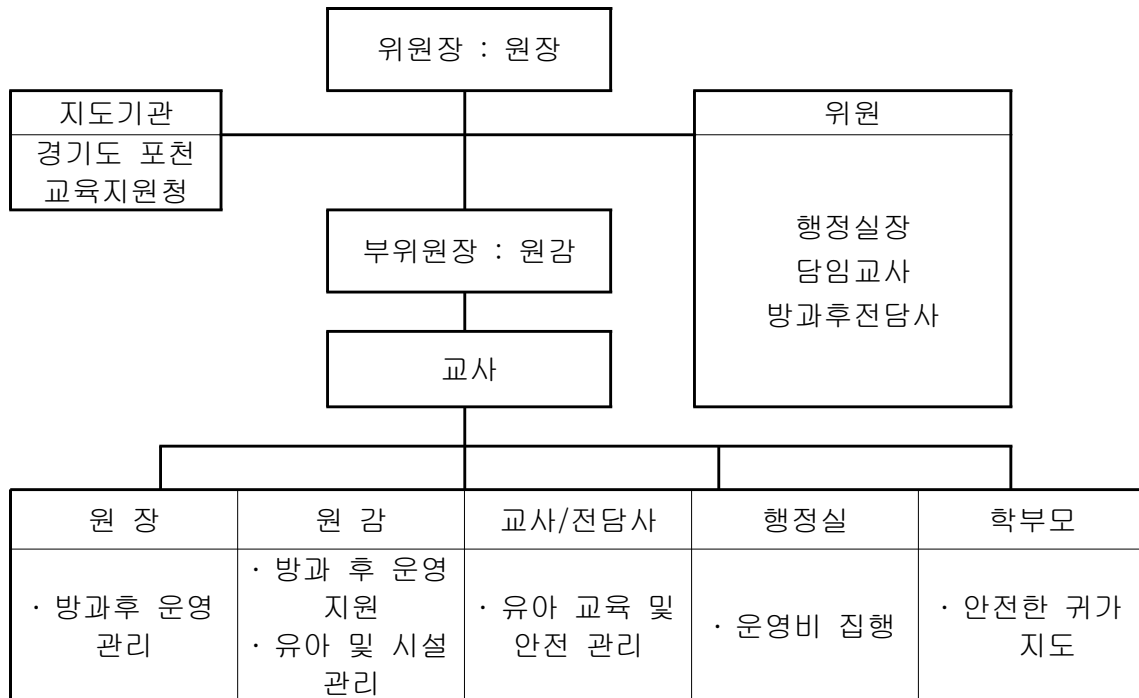 위원장 : 원장
지도기관
경기도 포천
교육지원청
위원
행정실장
담임교사
방과후전담사
부위원장 : 원감
교사
원 장
원 감
교사/전담사
행정실
학부모
· 방과후 운영
관리
· 방과 후 운영
지원
· 유아 및 시설
관리
· 유아 교육 및
안전 관리
· 운영비 집행
· 안전한 귀가
지도